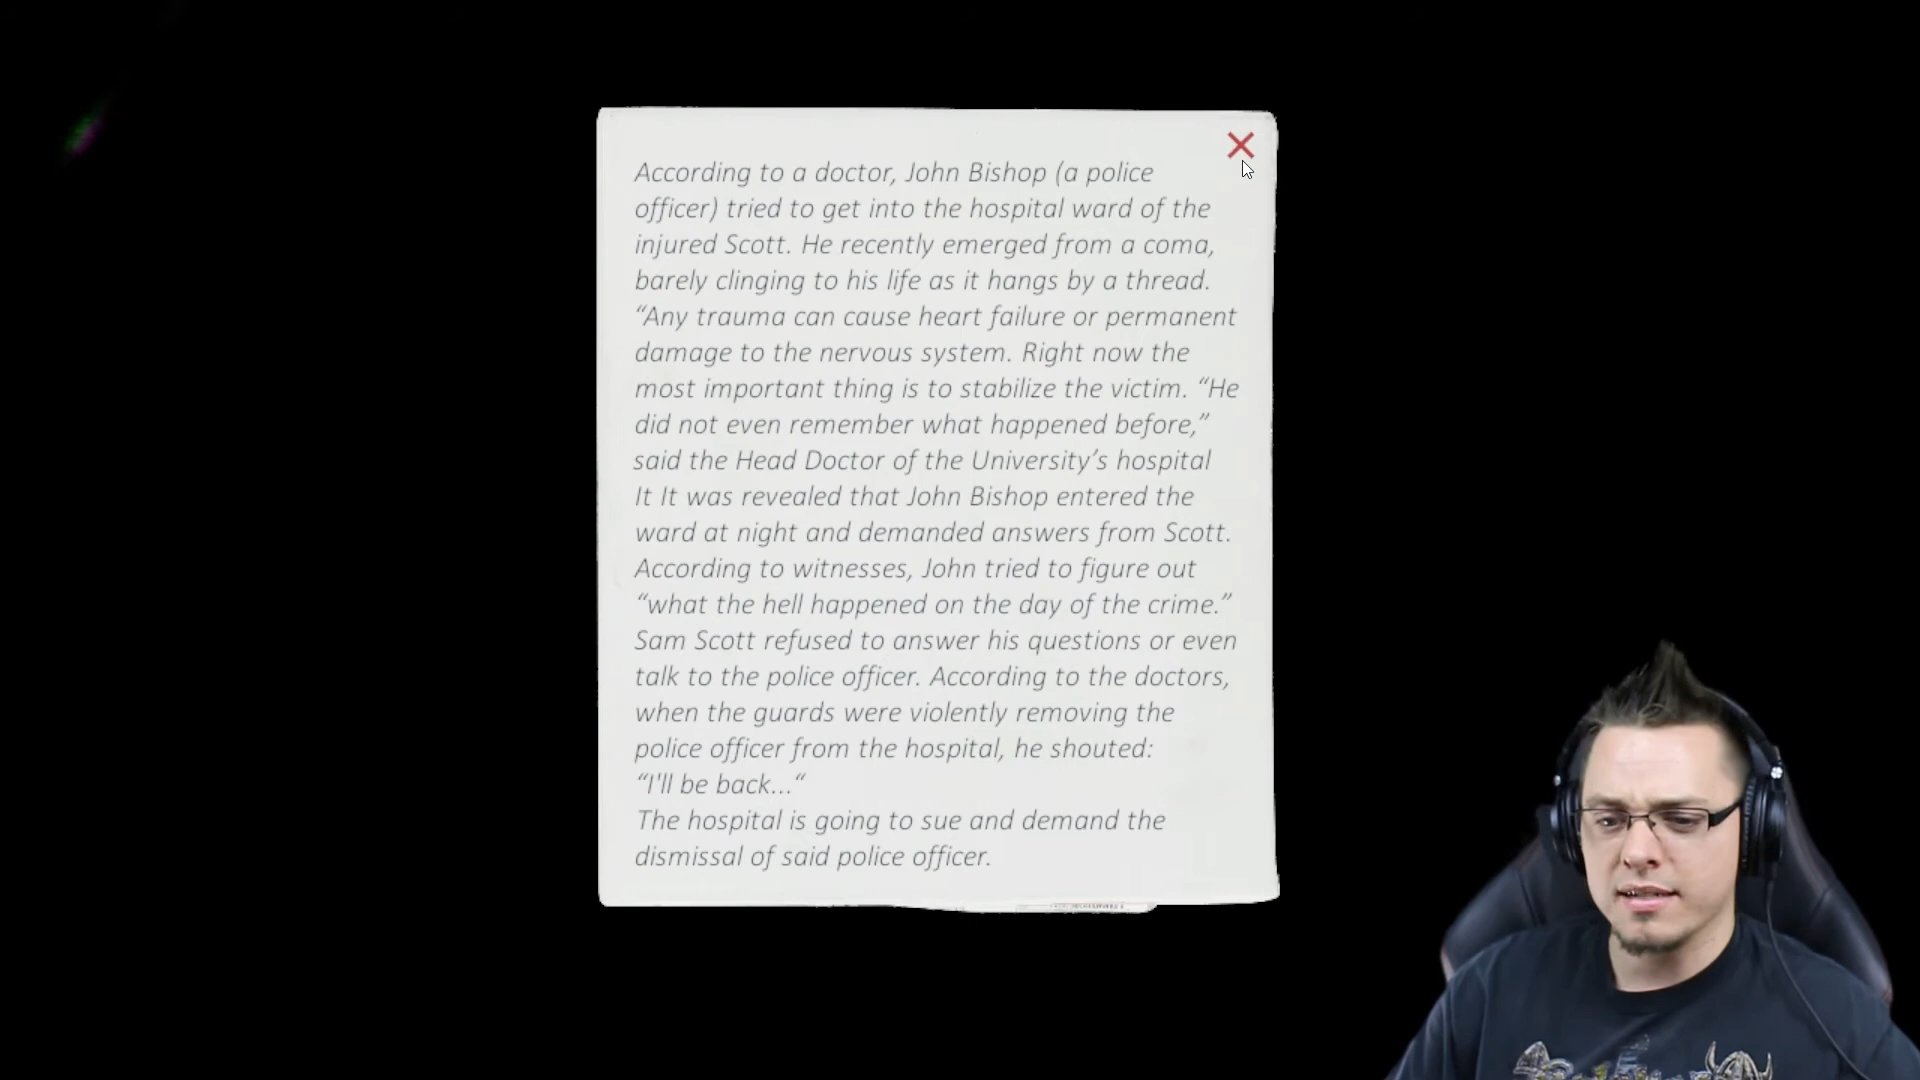 According to a doctor, John Bishop (a police
officer) tried to get into the hospital ward of the
injured Scott. He recently emerged from a coma,
barely clinging to his life as it hangs by a thread.
“Any trauma can cause heart failure or permanent
damage to the nervous system. Right now the
most important thing is to stabilize the victim. “He
did not even remember what happened before,”
said the Head Doctor of the University’s hospital
It It was revealed that John Bishop entered the
ward at night and demanded answers from Scott.
According to witnesses, John tried to figure out
“what the hell happened on the day of the crime.”
Sam Scott refused to answer his questions or even
talk to the police officer. According to the doctors,
when the guards were violently removing the
police officer from the hospital, he shouted:
“I'll be back...“
The hospital is going to sue and demand the
dismissal of said police officer.